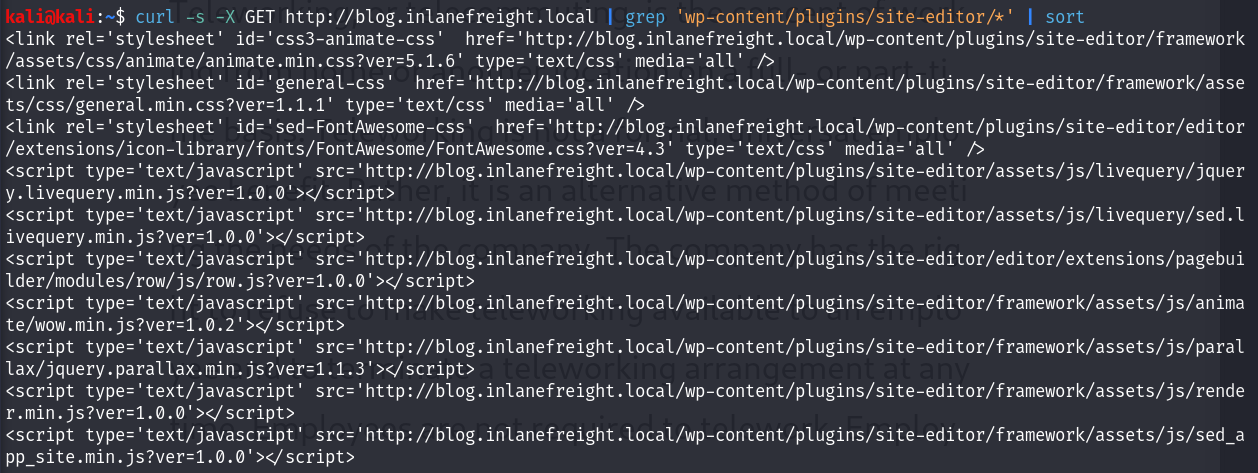 kali@kali:~$ curl -s -X GET http://blog.inlanefreight.local | grep 'wp-content/plugins/site-editor/*' | sort
<link rel='stylesheet' id='css3-animate-css'  href='http://blog.inlanefreight.local/wp-content/plugins/site-editor/framework
/assets/css/animate/animate.min.css?ver=5.1.6' type='text/css' media='all' />
<link rel='stylesheet' id='general-css'  href='http://blog.inlanefreight.local/wp-content/plugins/site-editor/framework/asse
ts/css/general.min.css?ver=1.1.1' type='text/css' media='all' />
<link rel='stylesheet' id='sed-FontAwesome-css'  href='http://blog.inlanefreight.local/wp-content/plugins/site-editor/editor
/extensions/icon-library/fonts/FontAwesome/FontAwesome.css?ver=4.3' type='text/css' media='all' />
<script type='text/javascript' src='http://blog.inlanefreight.local/wp-content/plugins/site-editor/assets/js/livequery/jquer
y.livequery.min.js?ver=1.0.0'></script>
<script type='text/javascript' src='http://blog.inlanefreight.local/wp-content/plugins/site-editor/assets/js/livequery/sed.l
ivequery.min.js?ver=1.0.0'></script>
<script type='text/javascript' src='http://blog.inlanefreight.local/wp-content/plugins/site-editor/editor/extensions/pagebui
lder/modules/row/js/row.js?ver=1.0.0'></script>
<script type='text/javascript' src='http://blog.inlanefreight.local/wp-content/plugins/site-editor/framework/assets/js/anima
te/wow.min.js?ver=1.0.2'></script>
<script type='text/javascript' src='http://blog.inlanefreight.local/wp-content/plugins/site-editor/framework/assets/js/paral
lax/jquery.parallax.min.js?ver=1.1.3'></script>
<script type='text/javascript' src='http://blog.inlanefreight.local/wp-content/plugins/site-editor/framework/assets/js/rende
r.min.js?ver=1.0.0'></script>
<script type='text/javascript' src='http://blog.inlanefreight.local/wp-content/plugins/site-editor/framework/assets/js/sed_a
pp_site.min.js?ver=1.0.0'></script>